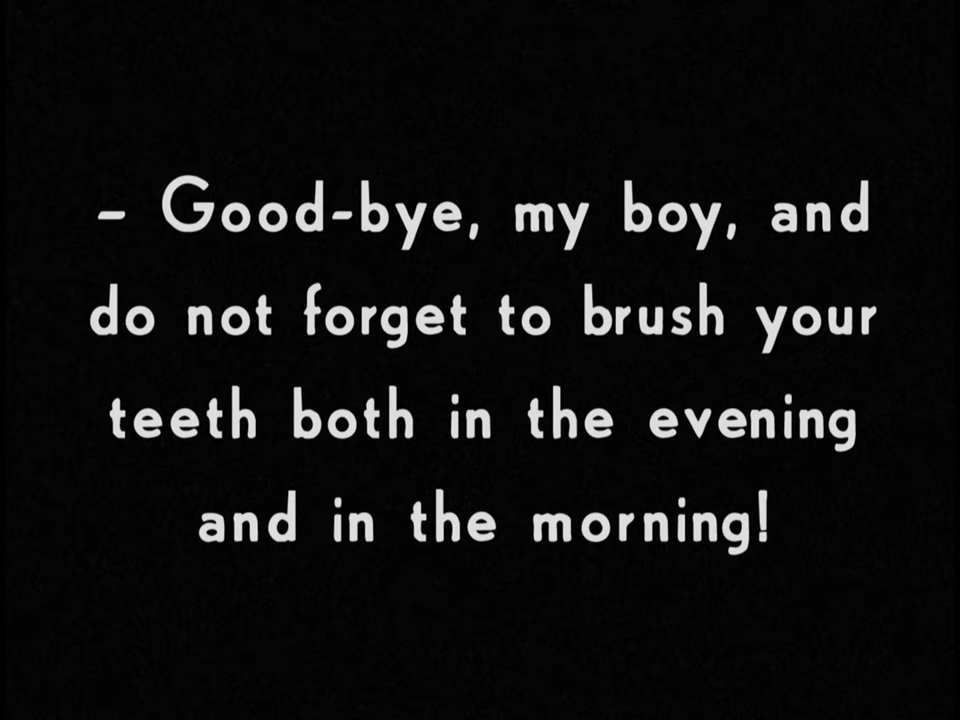 – Good-bye, my boy, and
do not forget to brush your
teeth both in the evening
and in the morning!